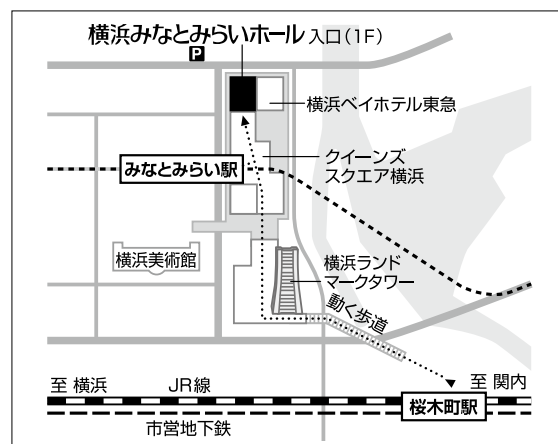 横浜みなとみらいホール 入口（1F）
P
横浜ベイホテル東急
クイーンズ
スクエア横浜
みなとみらい駅
横浜美術館
横浜ランド
マークタワー
動く歩道
至 横浜
JR線
至 関内
桜木町駅
市営地下鉄